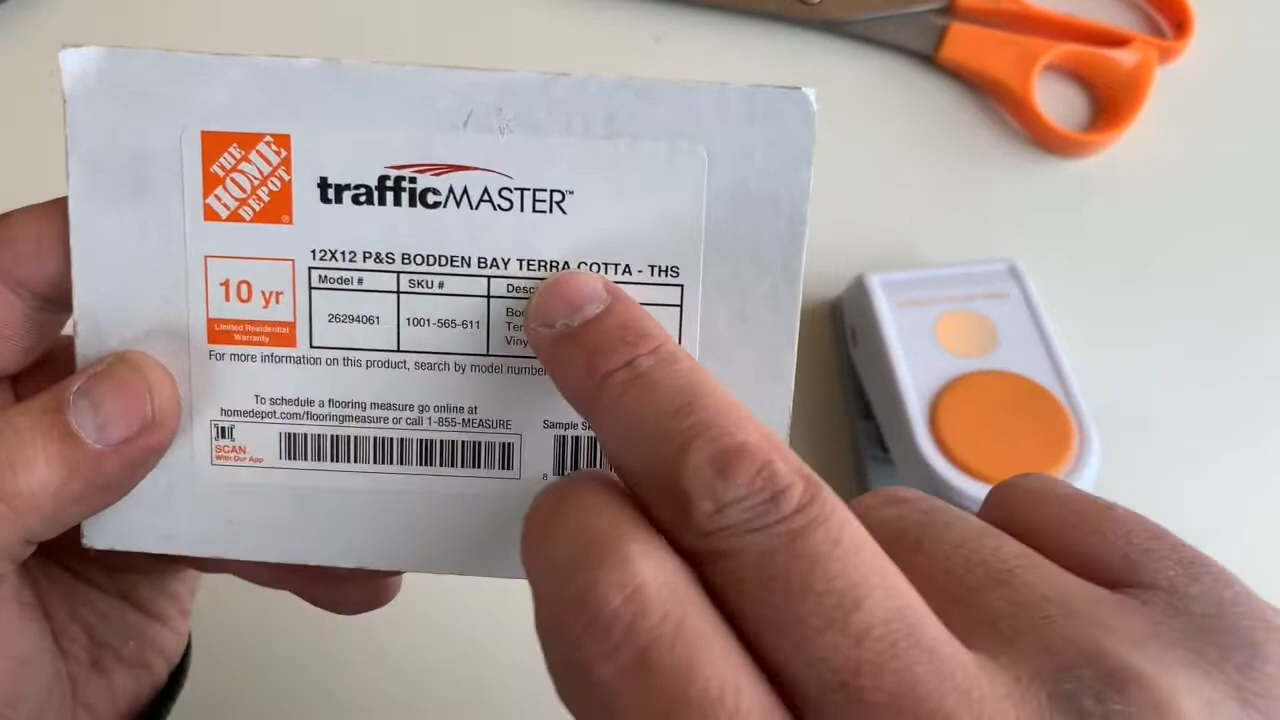 THE
HOME
DEPOT
trafficMASTER™
12X12 P&S BODDEN BAY TERRA COTTA - THS
10 yr
Limited Residential
Warranty
Model #
SKU #
26294061
1001-565-611
For more information on this product, search by model number
To schedule a flooring measure go online at
homedepot.com/flooringmeasure or call 1-855-MEASURE
SCAN
With Our App
Sample
8